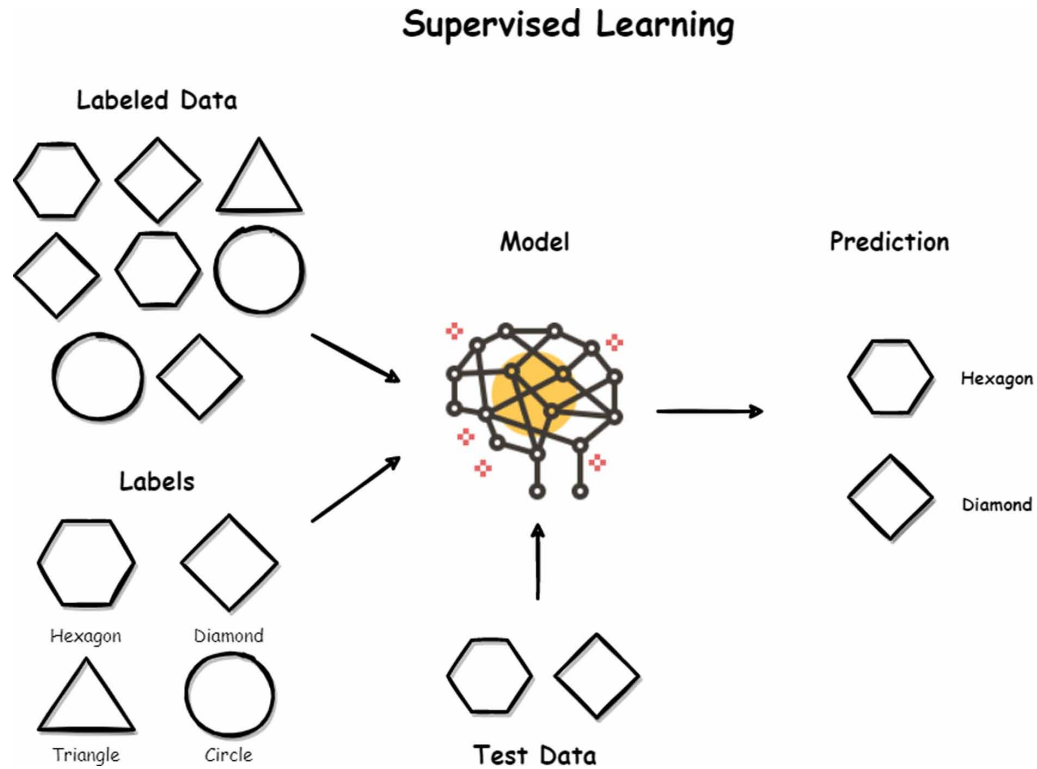 Supervised Learning
Labeled Data
Model
Prediction
Hexagon
Diamond
Labels
Hexagon Diamond
Triangle Circle
Test Data